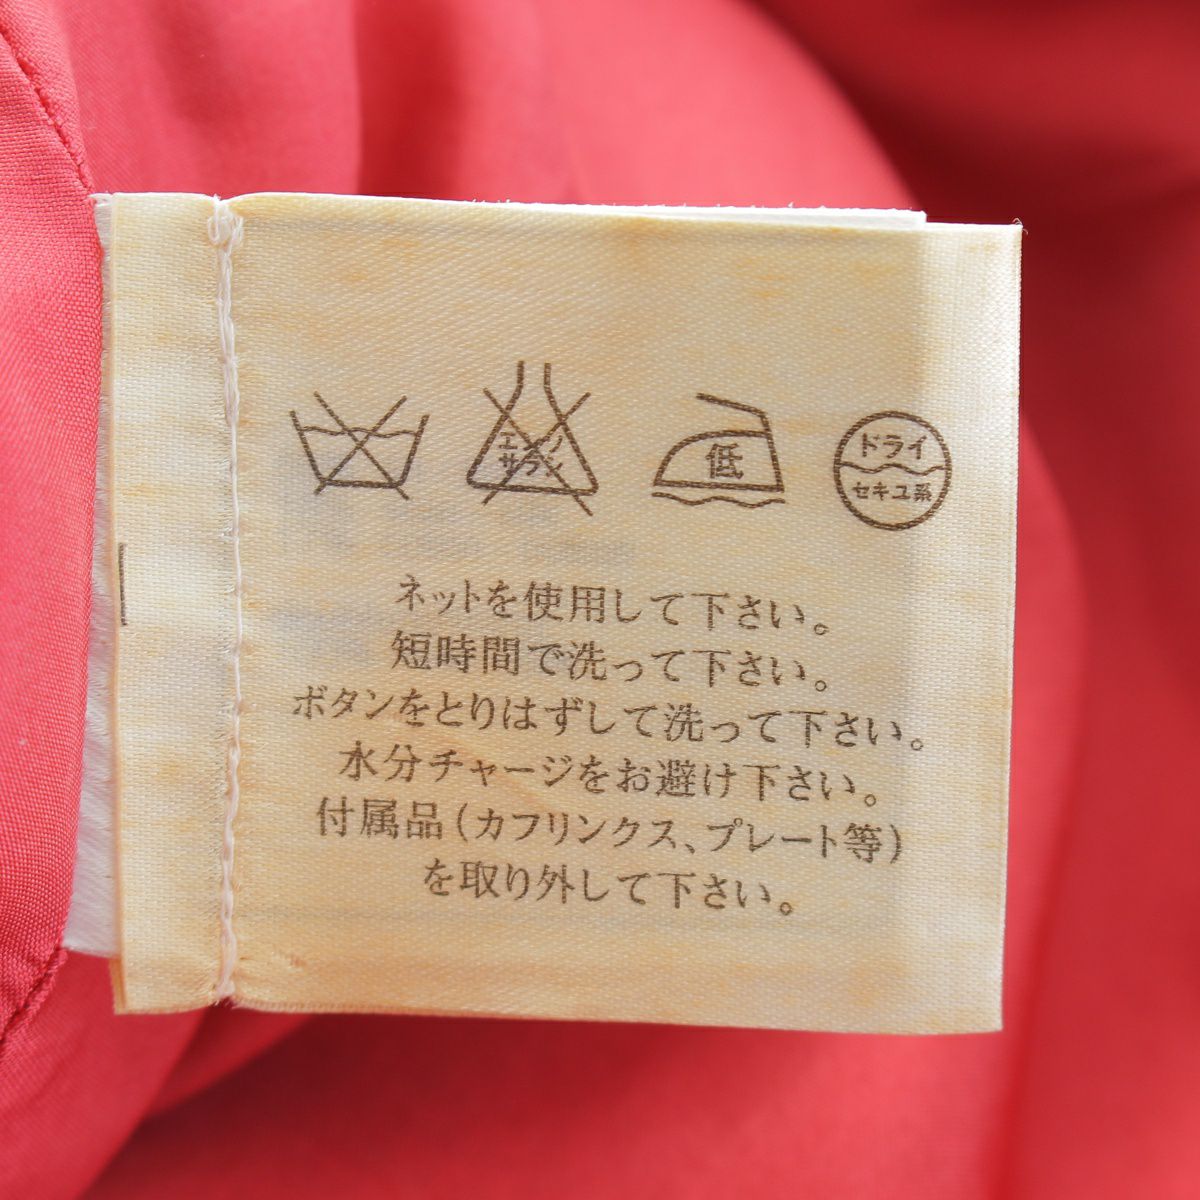 エンソ
サラシ
低
ドライ
セキユ系
ネットを使用して下さい。
短時間で洗って下さい。
ボタンをとりはずして洗って下さい。
水分チャージをお避け下さい。
付属品（カフリンクス、プレート等）
を取り外して下さい。